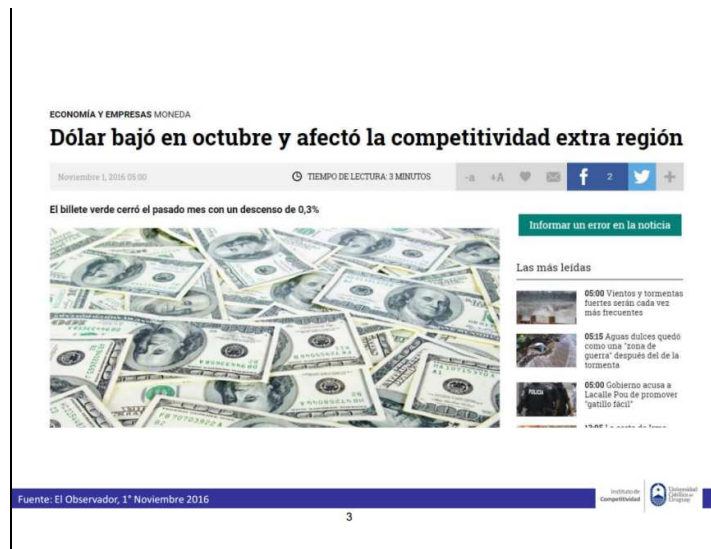 ECONOMÍA Y EMPRESAS MONEDA
Dólar bajó en octubre y afectó la competitividad extra región
Noviembre 1, 2016 05:00
TIEMPO DE LECTURA: 3 MINUTOS
-a +A
f 2
+
El billete verde cerró el pasado mes con un descenso de 0,3%
Informar un error en la noticia
Las más leídas
05:00 Vientos y tormentas
fuertes serán cada vez
más frecuentes
05:15 Aguas dulces quedó
como una "zona de
guerra" después del de la
tormenta
POLICIA
05:00 Gobierno acusa a
Lacalle Pou de promover
"gatillo fácil"
Fuente: El Observador, 1° Noviembre 2016
Instituto de
Competitividad
Universidad
Católica del
Uruguay
3